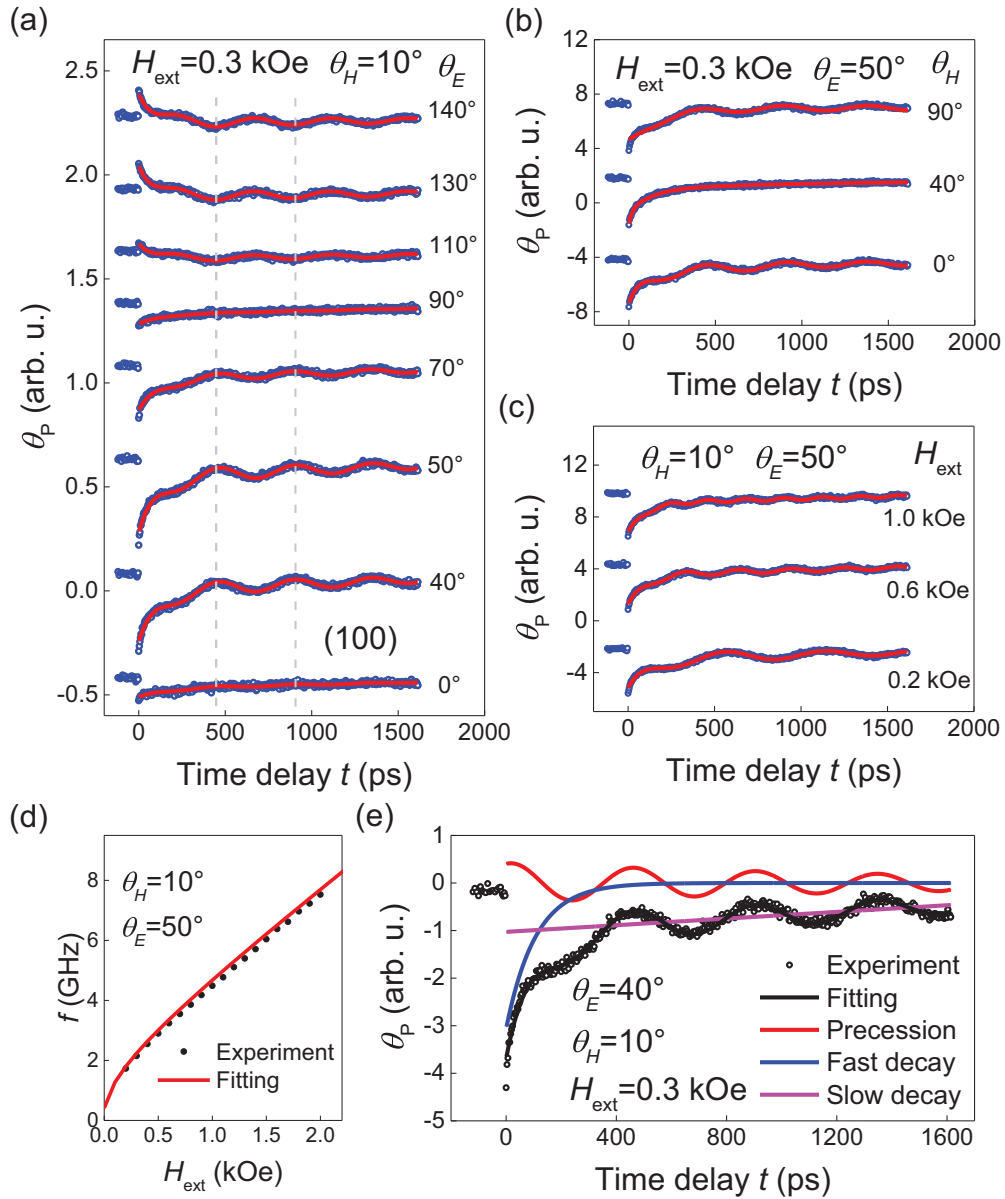 (a)
H_ext=0.3 kOe θ_H=10° θ_E
140°
130°
110°
90°
70°
50°
40°
(100)
0°
2.5
2.0
1.5
1.0
0.5
0.0
-0.5
θ_P (arb. u.)
0 500 1000 1500 2000
Time delay t (ps)
(b)
H_ext=0.3 kOe θ_E=50° θ_H
90°
40°
0°
12
8
4
0
-4
-8
θ_P (arb. u.)
0 500 1000 1500 2000
Time delay t (ps)
(c)
θ_H=10° θ_E=50° H_ext
1.0 kOe
0.6 kOe
0.2 kOe
12
8
4
0
-4
θ_P (arb. u.)
0 500 1000 1500 2000
Time delay t (ps)
(d)
θ_H=10°
θ_E=50°
Experiment
Fitting
8
6
4
2
0
f (GHz)
0.0 0.5 1.0 1.5 2.0
H_ext (kOe)
(e)
θ_E=40°
θ_H=10°
H_ext=0.3 kOe
Experiment
Fitting
Precession
Fast decay
Slow decay
1
0
-1
-2
-3
-4
-5
θ_P (arb. u.)
0 400 800 1200 1600
Time delay t (ps)